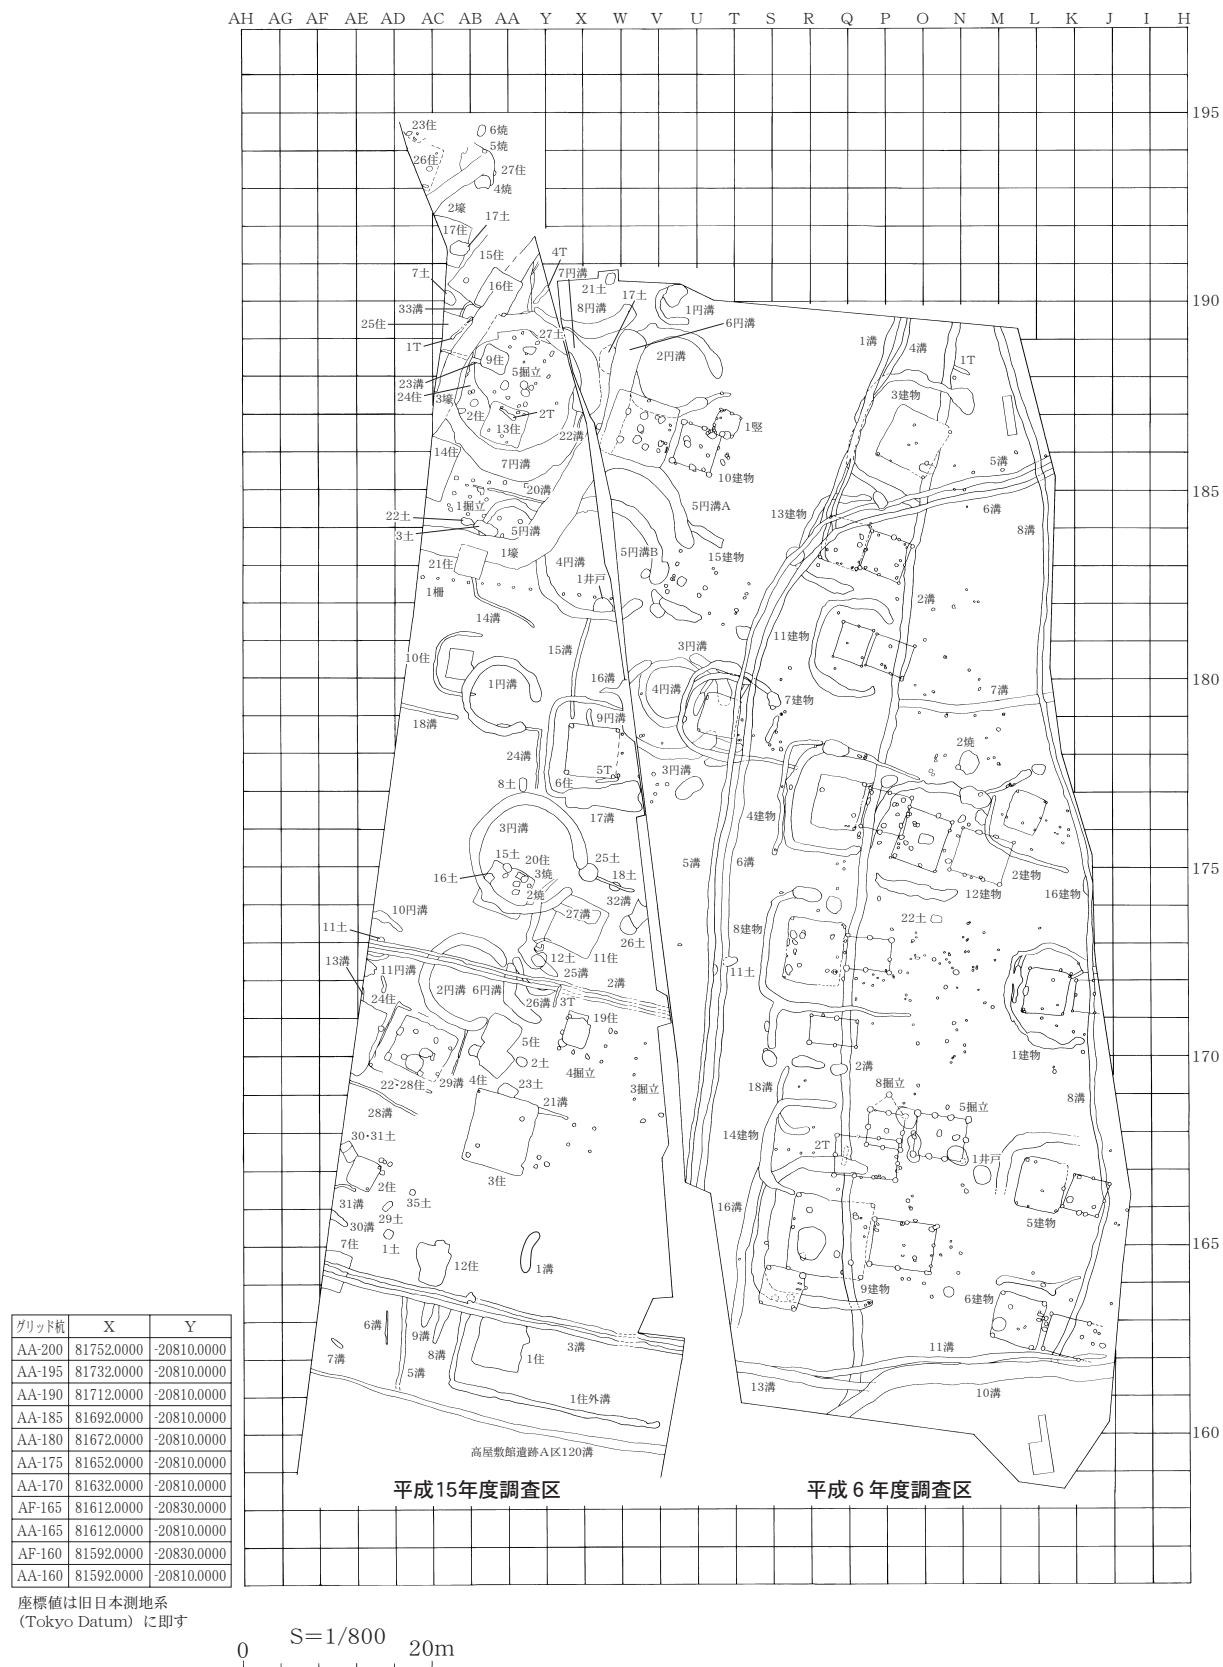 AH AG AF AE AD AC AB AA Y X W V U T S R Q P O N M L K J I H
195
23住
6焼
5焼
26住
27住
4焼
2壕
17土
17住
15住
4T
7土
16住
7円溝
21土
17土
190
33溝
8円溝
1円溝
25住
6円溝
1T
27土
1溝
4溝
1T
2円溝
9住
5掘立
23溝
24住
3壕
3建物
2住
2T
13住
22溝
1竪
14住
7円溝
10建物
5溝
20溝
185
1掘立
5円溝A
6溝
22土
13建物
8溝
3土
5円溝
1壕
5円溝B
15建物
21住
4円溝
1井戸
1柵
2溝
14溝
11建物
15溝
3円溝
10住
1円溝
16溝
4円溝
7溝
180
18溝
9円溝
7建物
24溝
2焼
5T
3円溝
8土
6住
17溝
4建物
3円溝
5溝
6溝
15土
20住
25土
175
16土
3焼
18土
2建物
2焼
32溝
12建物
16建物
10円溝
27溝
22土
11土
26土
8建物
13溝
12土
11住
11円溝
25溝
11土
2円溝
6円溝
2溝
24住
26溝
3T
19住
5住
1建物
2土
170
4掘立
2溝
22・28住
29溝
4住
23土
3掘立
18溝
8掘立
8溝
28溝
21溝
5掘立
30・31土
14建物
2T
1井戸
2住
3住
31溝
35土
16溝
29土
5建物
30溝
1土
7住
165
12住
1溝
9建物
6建物
6溝
9溝
3溝
11溝
7溝
8溝
1住
5溝
13溝
10溝
1住外溝
160
高屋敷館遺跡A区120溝
平成15年度調査区
平成6年度調査区
グリッド杭 X Y
AA-200 81752.0000 -20810.0000
AA-195 81732.0000 -20810.0000
AA-190 81712.0000 -20810.0000
AA-185 81692.0000 -20810.0000
AA-180 81672.0000 -20810.0000
AA-175 81652.0000 -20810.0000
AA-170 81632.0000 -20810.0000
AF-165 81612.0000 -20830.0000
AA-165 81612.0000 -20810.0000
AF-160 81592.0000 -20830.0000
AA-160 81592.0000 -20810.0000
座標値は旧日本測地系
（Tokyo Datum）に即す
S=1/800
0 20m